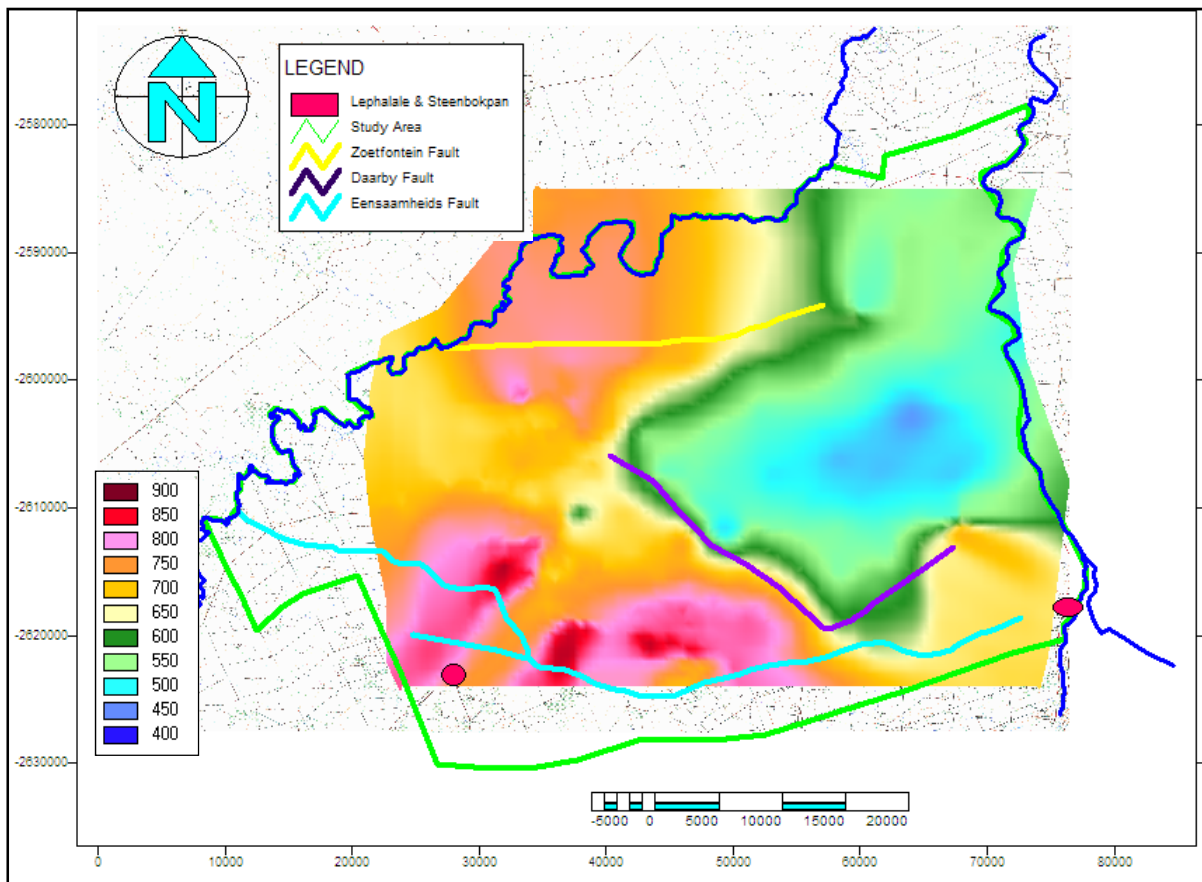 N
LEGEND
Lephalale & Steenbokpan
Study Area
Zoetfontein Fault
Daarby Fault
Eensaamheids Fault
-2580000
-2590000
-2600000
-2610000
-2620000
-2630000
900
850
800
750
700
650
600
550
500
450
400
-5000 0 5000 10000 15000 20000
0 10000 20000 30000 40000 50000 60000 70000 80000